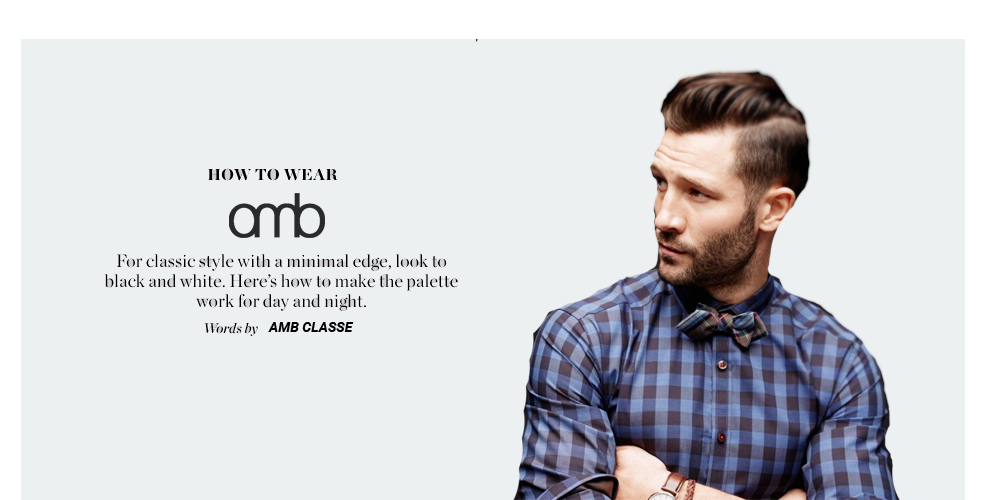 HOW TO WEAR
amb
For classic style with a minimal edge, look to
black and white. Here’s how to make the palette
work for day and night.
Words by AMB CLASSE